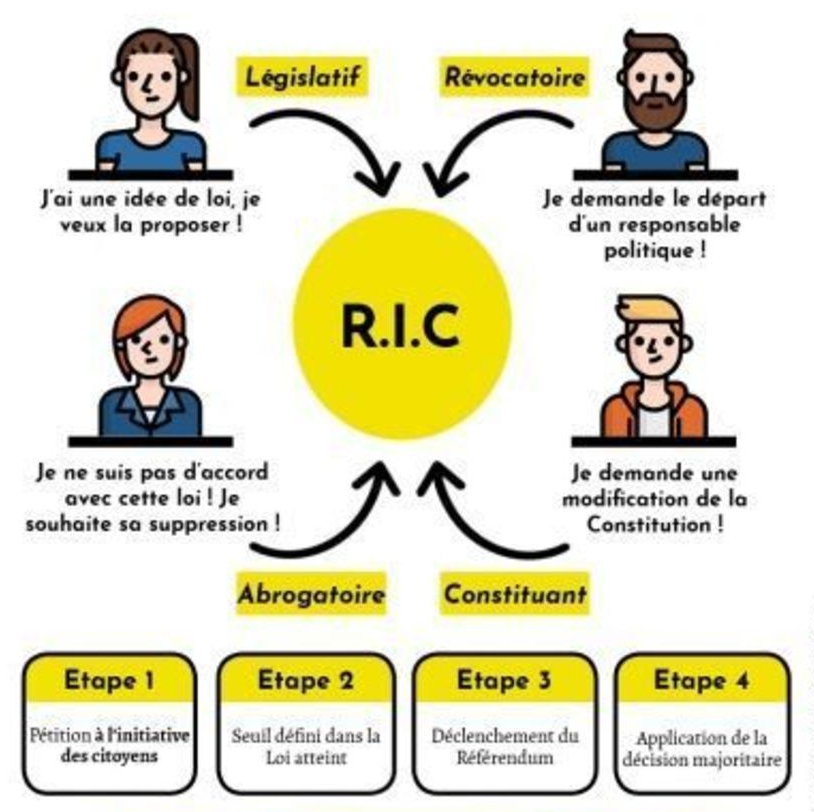 Législatif
Révocatoire
J'ai une idée de loi, je
veux la proposer !
Je demande le départ
d'un responsable
politique !
R.I.C
Je ne suis pas d'accord
avec cette loi ! Je
souhaite sa suppression !
Je demande une
modification de la
Constitution !
Abrogatoire
Constituant
Etape 1
Pétition à l'initiative
des citoyens
Etape 2
Seuil défini dans la
Loi atteint
Etape 3
Déclenchement du
Référendum
Etape 4
Application de la
décision majoritaire